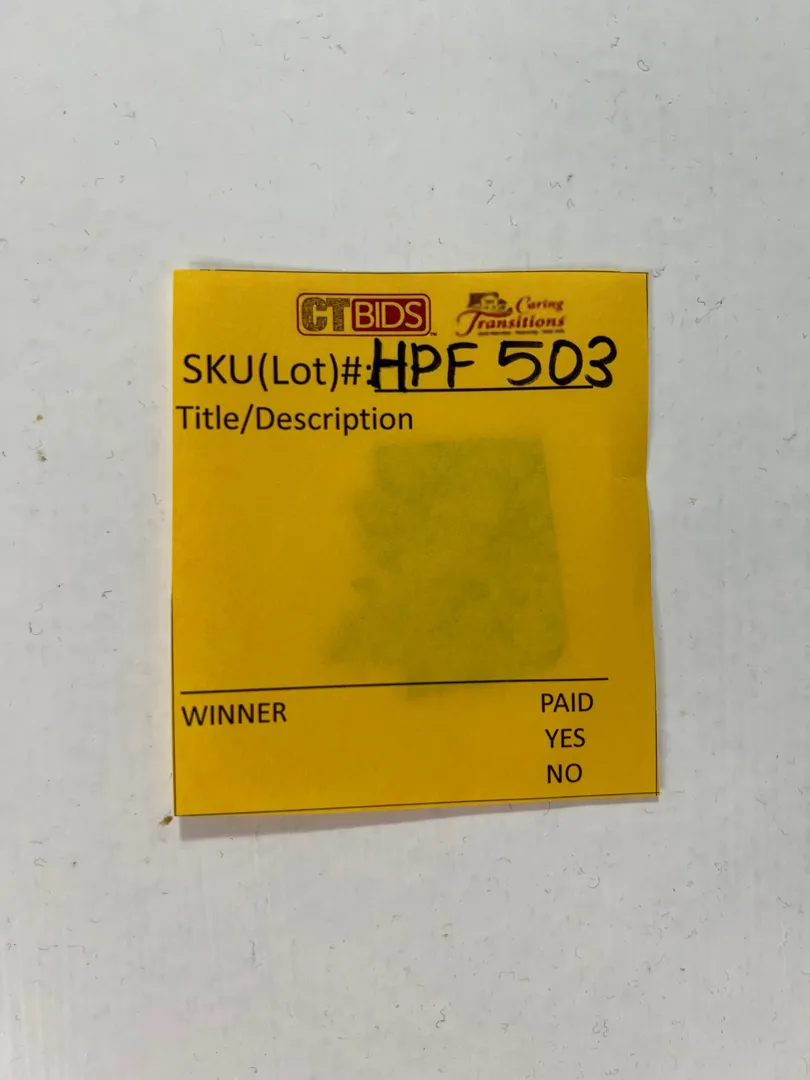 CTBIDS
Caring
Transitions
SKU(Lot)#: HPF 503
Title/Description
WINNER
PAID
YES
NO